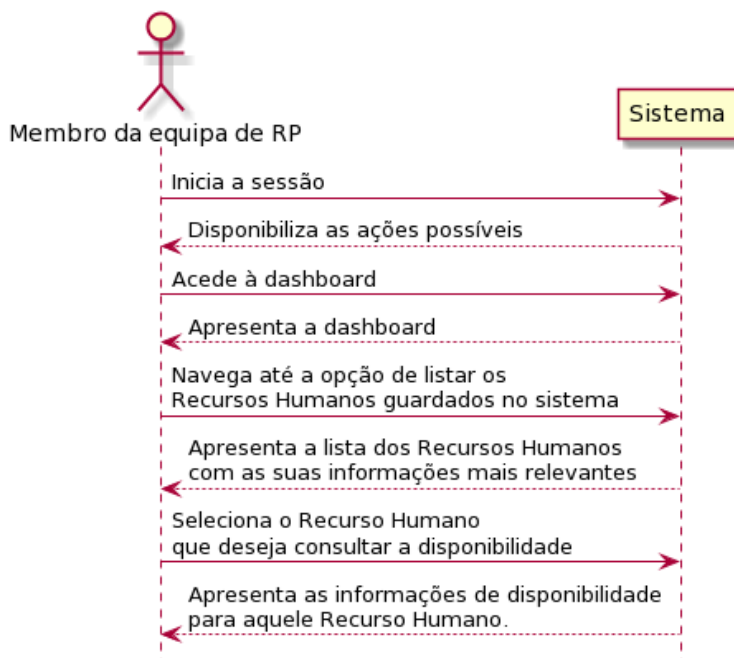 Membro da equipa de RP
Sistema
Inicia a sessão
Disponibiliza as ações possíveis
Acede à dashboard
Apresenta a dashboard
Navega até a opção de listar os
Recursos Humanos guardados no sistema
Apresenta a lista dos Recursos Humanos
com as suas informações mais relevantes
Seleciona o Recurso Humano
que deseja consultar a disponibilidade
Apresenta as informações de disponibilidade
para aquele Recurso Humano.